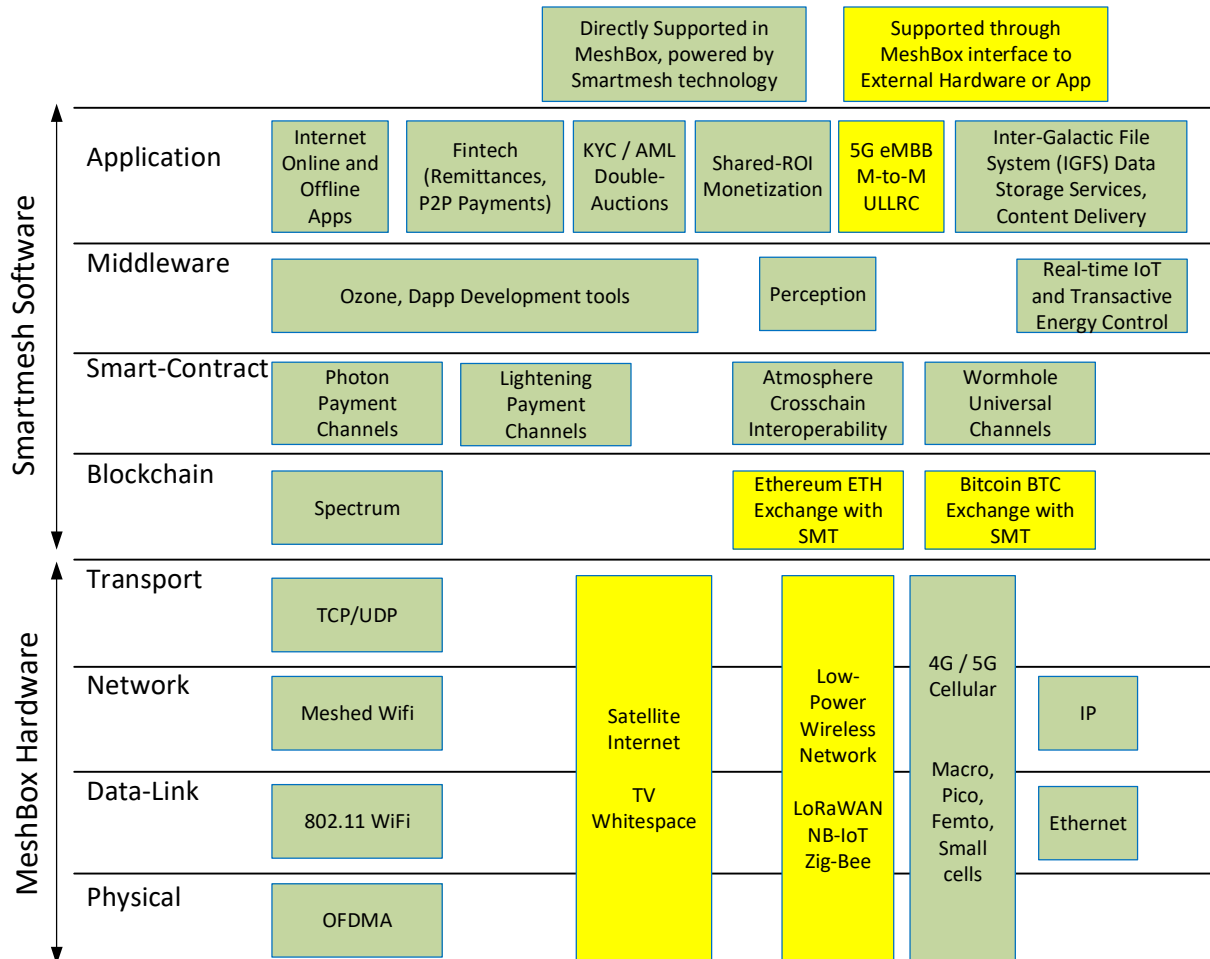 Directly Supported in
MeshBox, powered by
Smartmesh technology
Supported through
MeshBox interface to
External Hardware or App
Smartmesh Software
Application
Internet
Online and
Offline
Apps
Fintech
(Remittances,
P2P Payments)
KYC / AML
Double-
Auctions
Shared-ROI
Monetization
5G eMBB
M-to-M
ULLRC
Inter-Galactic File
System (IGFS) Data
Storage Services,
Content Delivery
Middleware
Ozone, Dapp Development tools
Perception
Real-time IoT
and Transactive
Energy Control
Smart-Contract
Photon
Payment
Channels
Lightening
Payment
Channels
Atmosphere
Crosschain
Interoperability
Wormhole
Universal
Channels
Blockchain
Spectrum
Ethereum ETH
Exchange with
SMT
Bitcoin BTC
Exchange with
SMT
MeshBox Hardware
Transport
TCP/UDP
Network
Meshed Wifi
Data-Link
802.11 WiFi
Physical
OFDMA
Satellite
Internet
TV
Whitespace
Low-
Power
Wireless
Network
LoRaWAN
NB-IoT
Zig-Bee
4G / 5G
Cellular
Macro,
Pico,
Femto,
Small
cells
IP
Ethernet